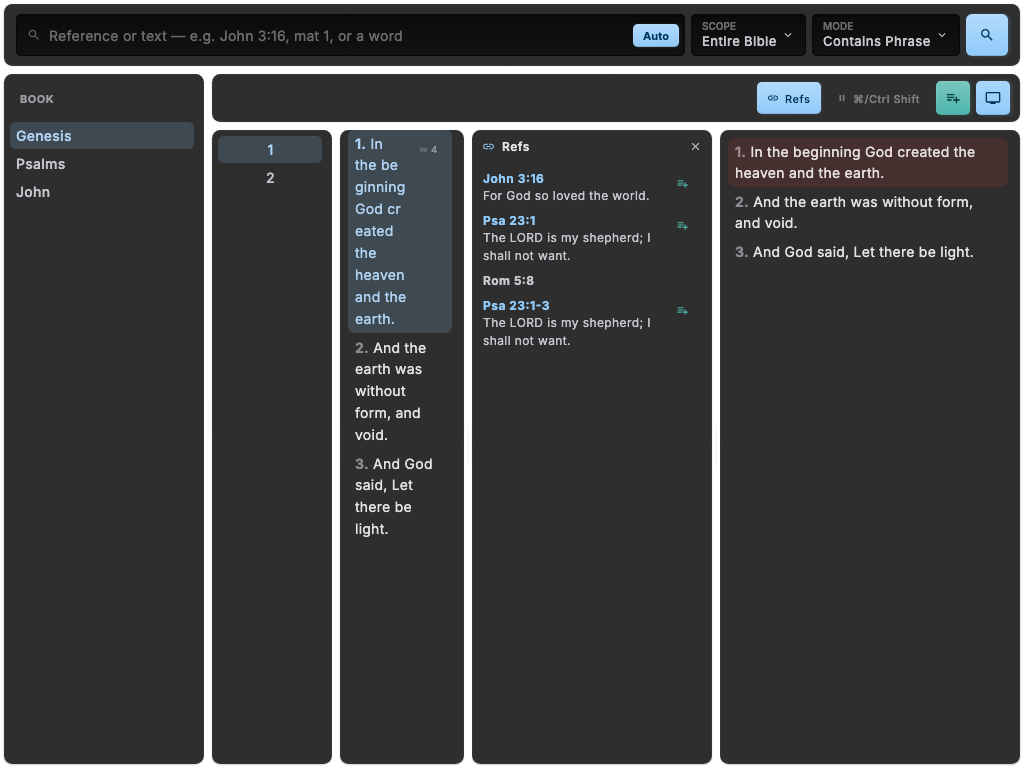 Reference or text — e.g. John 3:16, mat 1, or a word
Auto
SCOPE
Entire Bible
MODE
Contains Phrase
BOOK
Genesis
Psalms
John
Refs
⌘/Ctrl Shift
1
2
1. In
the be
ginning
God cr
eated
the
heaven
and the
earth.
4
2. And the
earth was
without
form, and
void.
3. And God
said, Let
there be
light.
Refs
John 3:16
For God so loved the world.
Psa 23:1
The LORD is my shepherd; I
shall not want.
Rom 5:8
Psa 23:1-3
The LORD is my shepherd; I
shall not want.
1. In the beginning God created the
heaven and the earth.
2. And the earth was without form,
and void.
3. And God said, Let there be light.